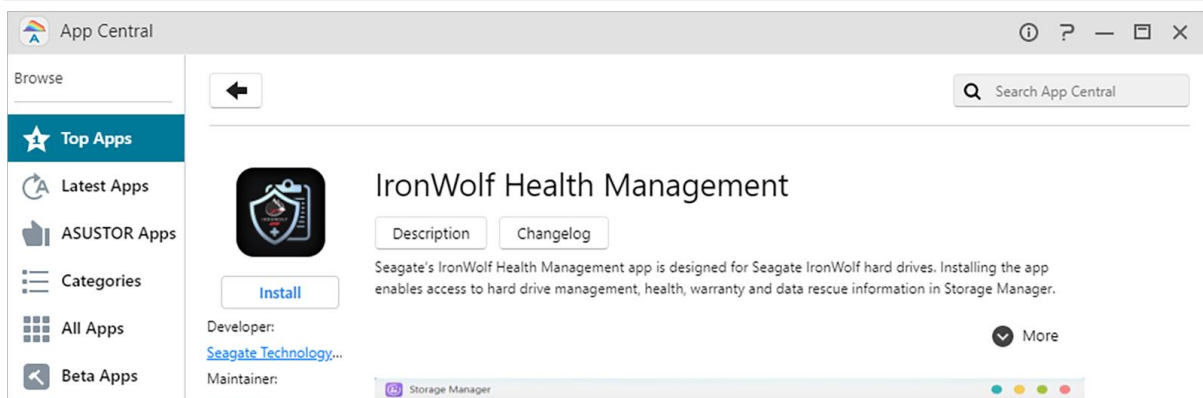 App Central
Browse
Search App Central
Top Apps
Latest Apps
ASUSTOR Apps
Categories
All Apps
Beta Apps
IronWolf Health Management
Description
Changelog
Seagate's IronWolf Health Management app is designed for Seagate IronWolf hard drives. Installing the app
enables access to hard drive management, health, warranty and data rescue information in Storage Manager.
More
Install
Developer:
Seagate Technology...
Maintainer:
Storage Manager